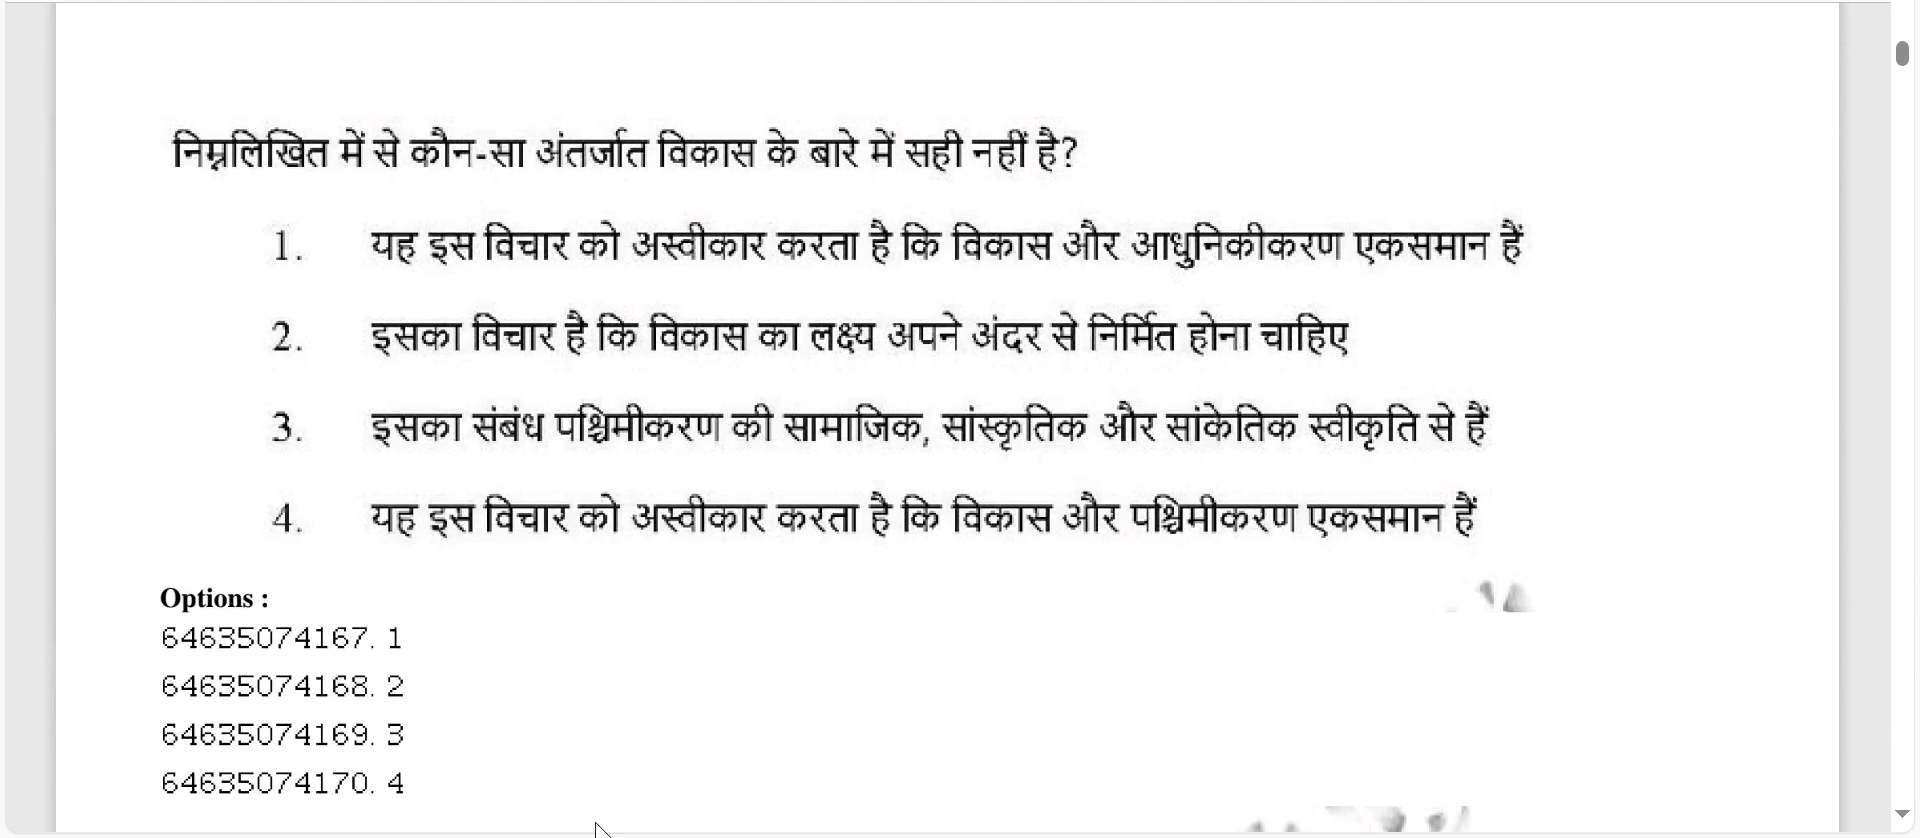 निम्नलिखित में से कौन-सा अंतर्जात विकास के बारे में सही नहीं है?
1. यह इस विचार को अस्वीकार करता है कि विकास और आधुनिकीकरण एकसमान हैं
2. इसका विचार है कि विकास का लक्ष्य अपने अंदर से निर्मित होना चाहिए
3. इसका संबंध पश्चिमीकरण की सामाजिक, सांस्कृतिक और सांकेतिक स्वीकृति से हैं
4. यह इस विचार को अस्वीकार करता है कि विकास और पश्चिमीकरण एकसमान हैं
Options :
64635074167. 1
64635074168. 2
64635074169. 3
64635074170. 4